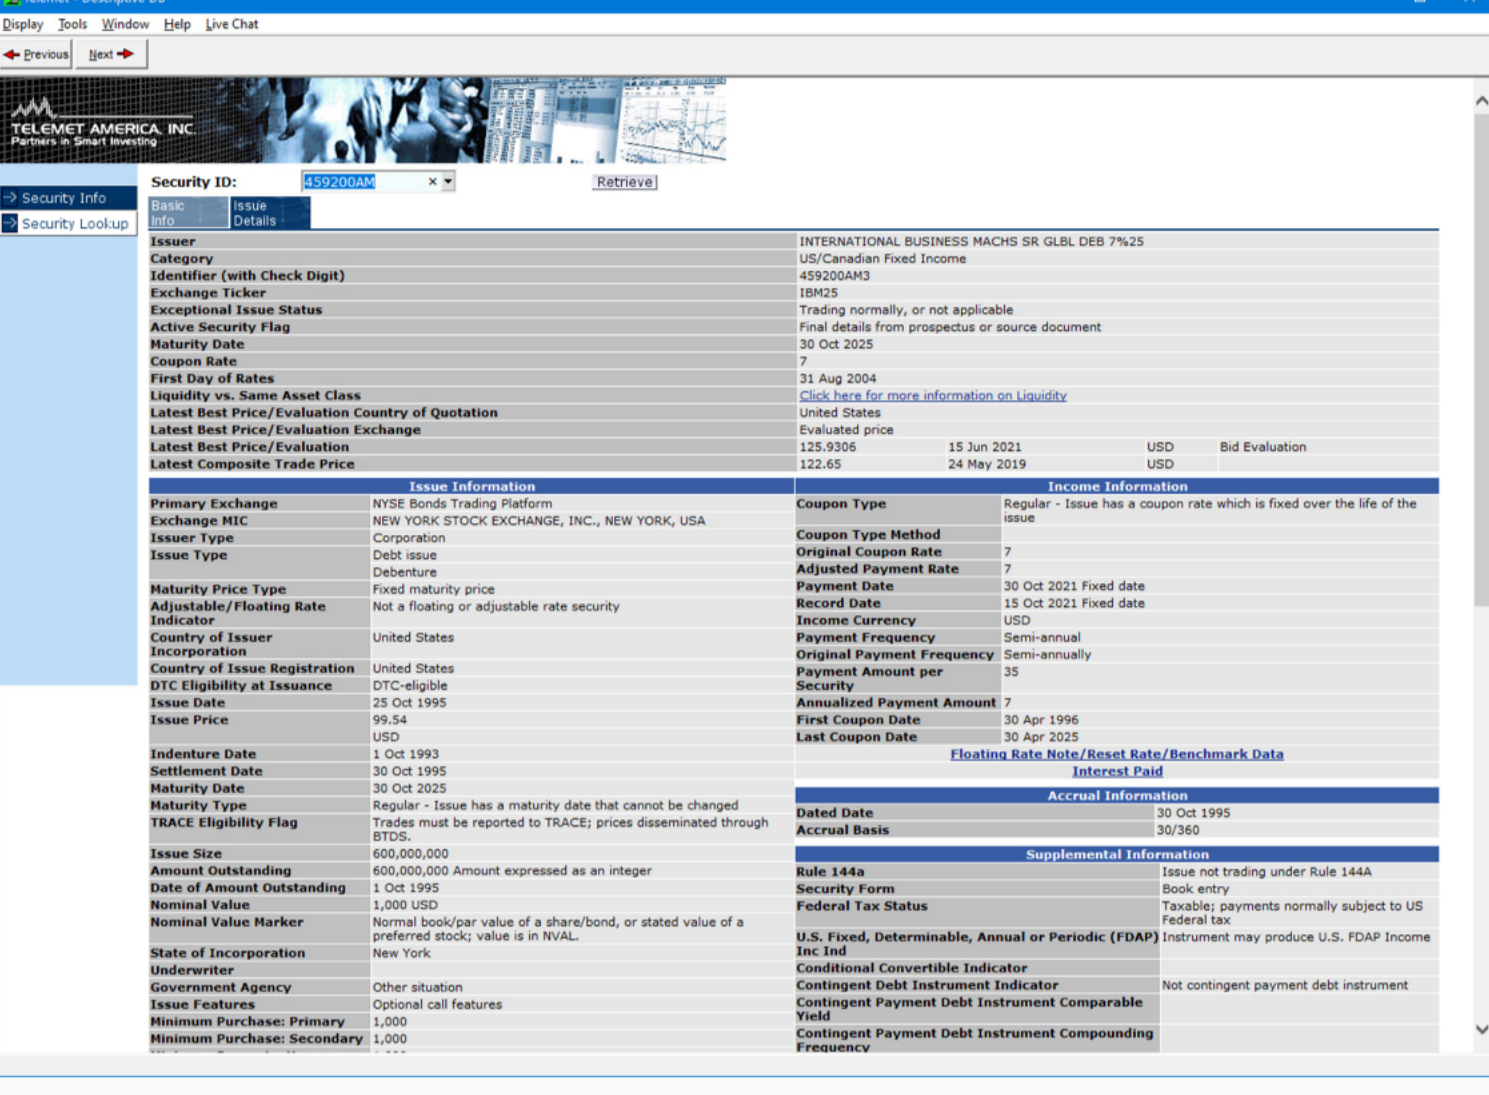 Telemet - Descriptive DB
Display Tools Window Help Live Chat
Previous Next
TELEMET AMERICA, INC.
Partners in Smart Investing
Security Info
Security Lookup
Security ID: 459200AM Retrieve
Basic Info Issue Details
Issuer INTERNATIONAL BUSINESS MACHS SR GLBL DEB 7%25
Category US/Canadian Fixed Income
Identifier (with Check Digit) 459200AM3
Exchange Ticker IBM25
Exceptional Issue Status Trading normally, or not applicable
Active Security Flag Final details from prospectus or source document
Maturity Date 30 Oct 2025
Coupon Rate 7
First Day of Rates 31 Aug 2004
Liquidity vs. Same Asset Class Click here for more information on Liquidity
Latest Best Price/Evaluation Country of Quotation United States
Latest Best Price/Evaluation Exchange Evaluated price
Latest Best Price/Evaluation 125.9306 15 Jun 2021 USD Bid Evaluation
Latest Composite Trade Price 122.65 24 May 2019 USD
Issue Information
Primary Exchange NYSE Bonds Trading Platform
Exchange MIC NEW YORK STOCK EXCHANGE, INC., NEW YORK, USA
Issuer Type Corporation
Issue Type Debt issue
Debenture
Maturity Price Type Fixed maturity price
Adjustable/Floating Rate Not a floating or adjustable rate security
Indicator
Country of Issuer United States
Incorporation
Country of Issue Registration United States
DTC Eligibility at Issuance DTC-eligible
Issue Date 25 Oct 1995
Issue Price 99.54
USD
Indenture Date 1 Oct 1993
Settlement Date 30 Oct 1995
Maturity Date 30 Oct 2025
Maturity Type Regular - Issue has a maturity date that cannot be changed
TRACE Eligibility Flag Trades must be reported to TRACE; prices disseminated through
BTDS.
Issue Size 600,000,000
Amount Outstanding 600,000,000 Amount expressed as an integer
Date of Amount Outstanding 1 Oct 1995
Nominal Value 1,000 USD
Nominal Value Marker Normal book/par value of a share/bond, or stated value of a
preferred stock; value is in NVAL.
State of Incorporation New York
Underwriter
Government Agency Other situation
Issue Features Optional call features
Minimum Purchase: Primary 1,000
Minimum Purchase: Secondary 1,000
Income Information
Coupon Type Regular - Issue has a coupon rate which is fixed over the life of the
issue
Coupon Type Method
Original Coupon Rate 7
Adjusted Payment Rate 7
Payment Date 30 Oct 2021 Fixed date
Record Date 15 Oct 2021 Fixed date
Income Currency USD
Payment Frequency Semi-annual
Original Payment Frequency Semi-annually
Payment Amount per 35
Security
Annualized Payment Amount 7
First Coupon Date 30 Apr 1996
Last Coupon Date 30 Apr 2025
Floating Rate Note/Reset Rate/Benchmark Data
Interest Paid
Accrual Information
Dated Date 30 Oct 1995
Accrual Basis 30/360
Supplemental Information
Rule 144a Issue not trading under Rule 144A
Security Form Book entry
Federal Tax Status Taxable; payments normally subject to US
Federal tax
U.S. Fixed, Determinable, Annual or Periodic (FDAP) Instrument may produce U.S. FDAP Income
Inc Ind
Conditional Convertible Indicator
Contingent Debt Instrument Indicator Not contingent payment debt instrument
Contingent Payment Debt Instrument Comparable
Yield
Contingent Payment Debt Instrument Compounding
Frequency